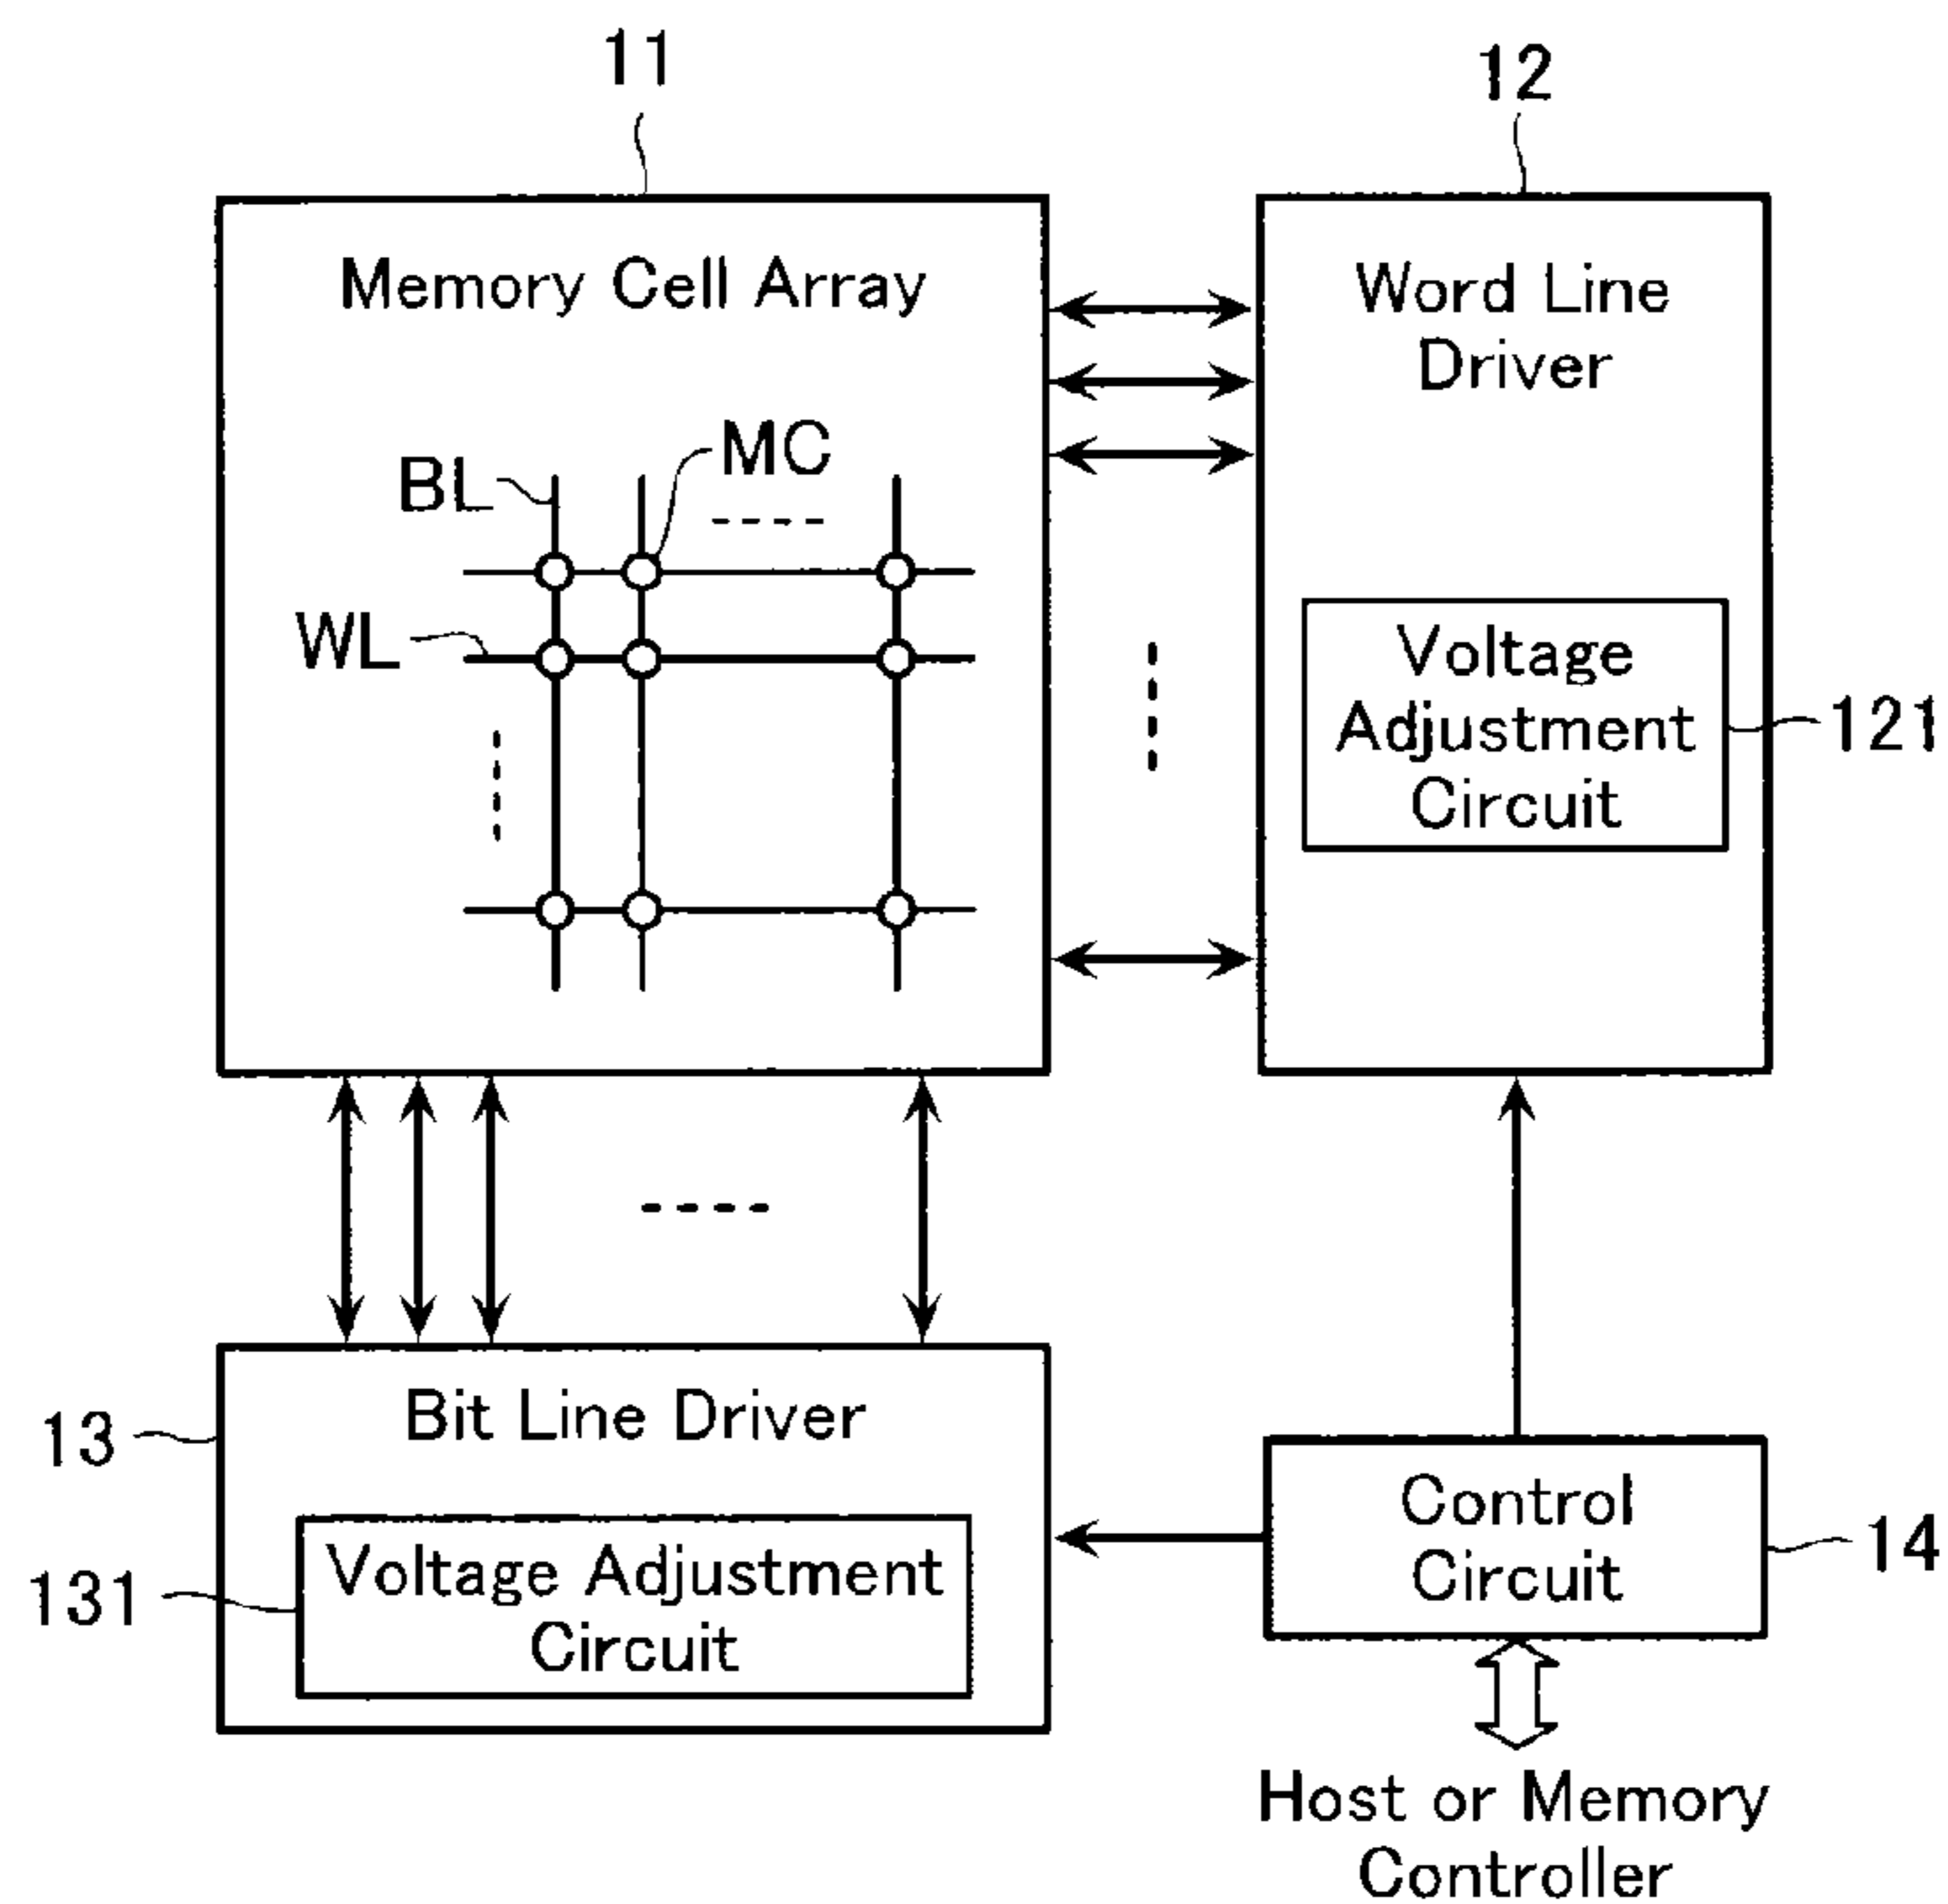 11
12
Memory Cell Array
Word Line
Driver
MC
BL
WL
Voltage
Adjustment
Circuit
121
13
Bit Line Driver
Control
Circuit
14
131
Voltage Adjustment
Circuit
Host or Memory
Controller